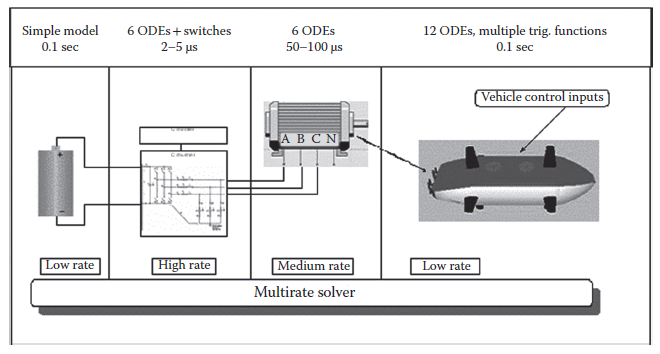 Simple model
0.1 sec
6 ODEs + switches
2–5 µs
6 ODEs
50–100 µs
12 ODEs, multiple trig. functions
0.1 sec
Vehicle control inputs
A B C N
+
–
Low rate
High rate
Medium rate
Low rate
Multirate solver